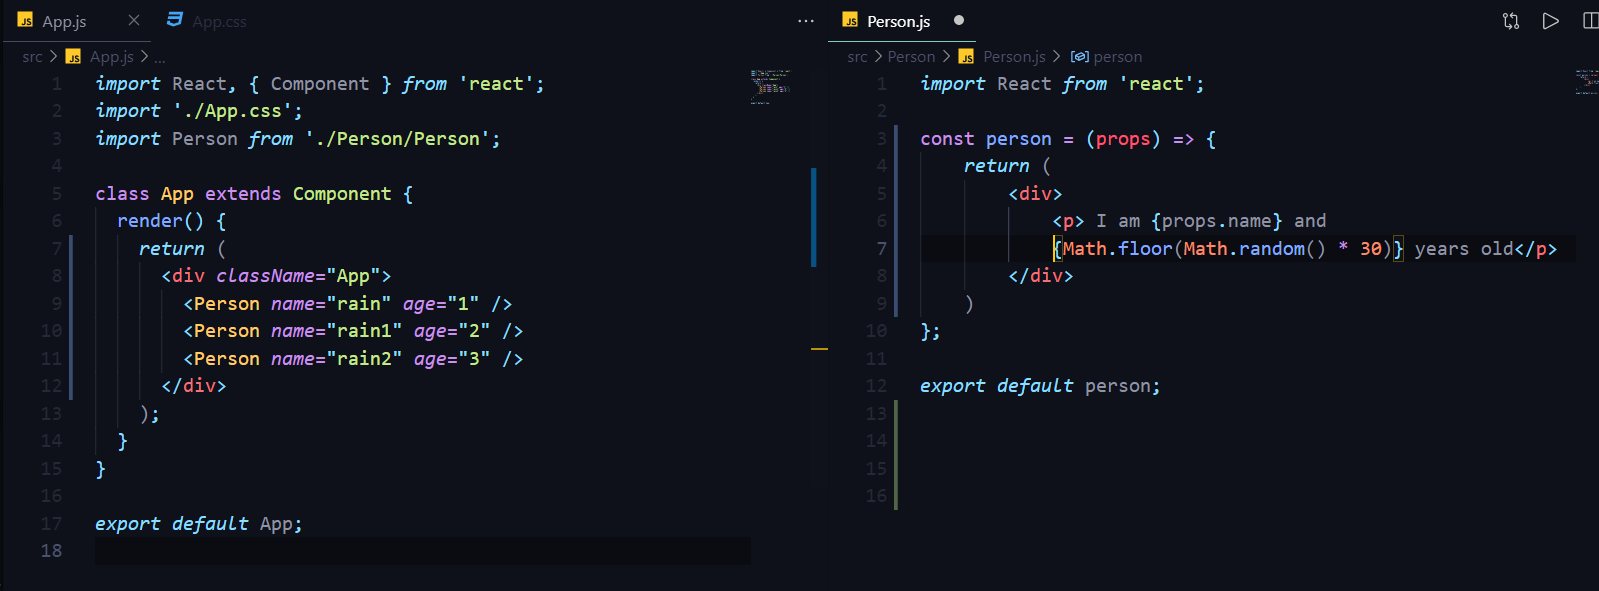 JS App.js × App.css ...
src > JS App.js > ...
1 import React, { Component } from 'react';
2 import './App.css';
3 import Person from './Person/Person';
4
5 class App extends Component {
6 render() {
7 return (
8 <div className="App">
9 <Person name="rain" age="1" />
10 <Person name="rain1" age="2" />
11 <Person name="rain2" age="3" />
12 </div>
13 );
14 }
15 }
16
17 export default App;
18
JS Person.js ●
src > Person > JS Person.js > person
1 import React from 'react';
2
3 const person = (props) => {
4 return (
5 <div>
6 <p> I am {props.name} and
7 {Math.floor(Math.random() * 30)} years old</p>
8 </div>
9 )
10 };
11
12 export default person;
13
14
15
16